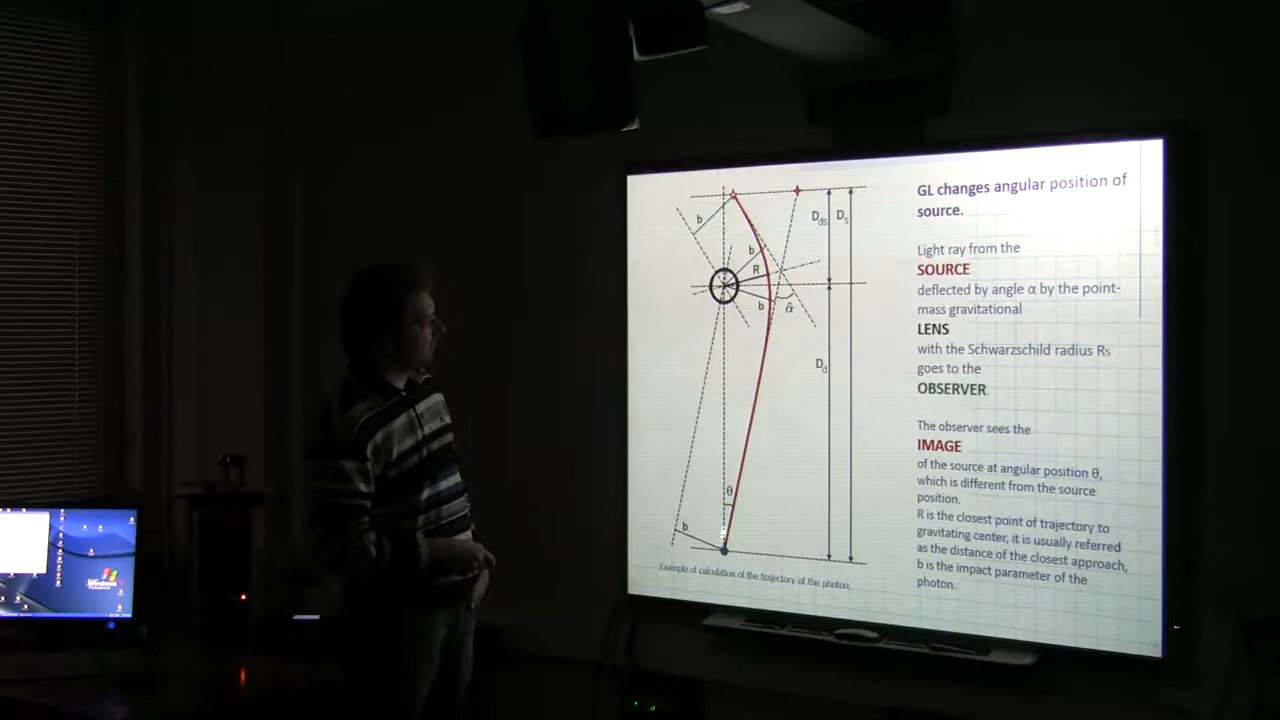 GL changes angular position of
source.
Light ray from the
SOURCE
deflected by angle α by the point-
mass gravitational
LENS
with the Schwarzschild radius Rs
goes to the
OBSERVER.
The observer sees the
IMAGE
of the source at angular position θ,
which is different from the source
position.
R is the closest point of trajectory to
gravitating center, it is usually referred
as the distance of the closest approach,
b is the impact parameter of the
photon.
b
b
R
b
α̂
Dds
Ds
Dd
θ
b
Example of calculation of the trajectory of the photon.
Windows